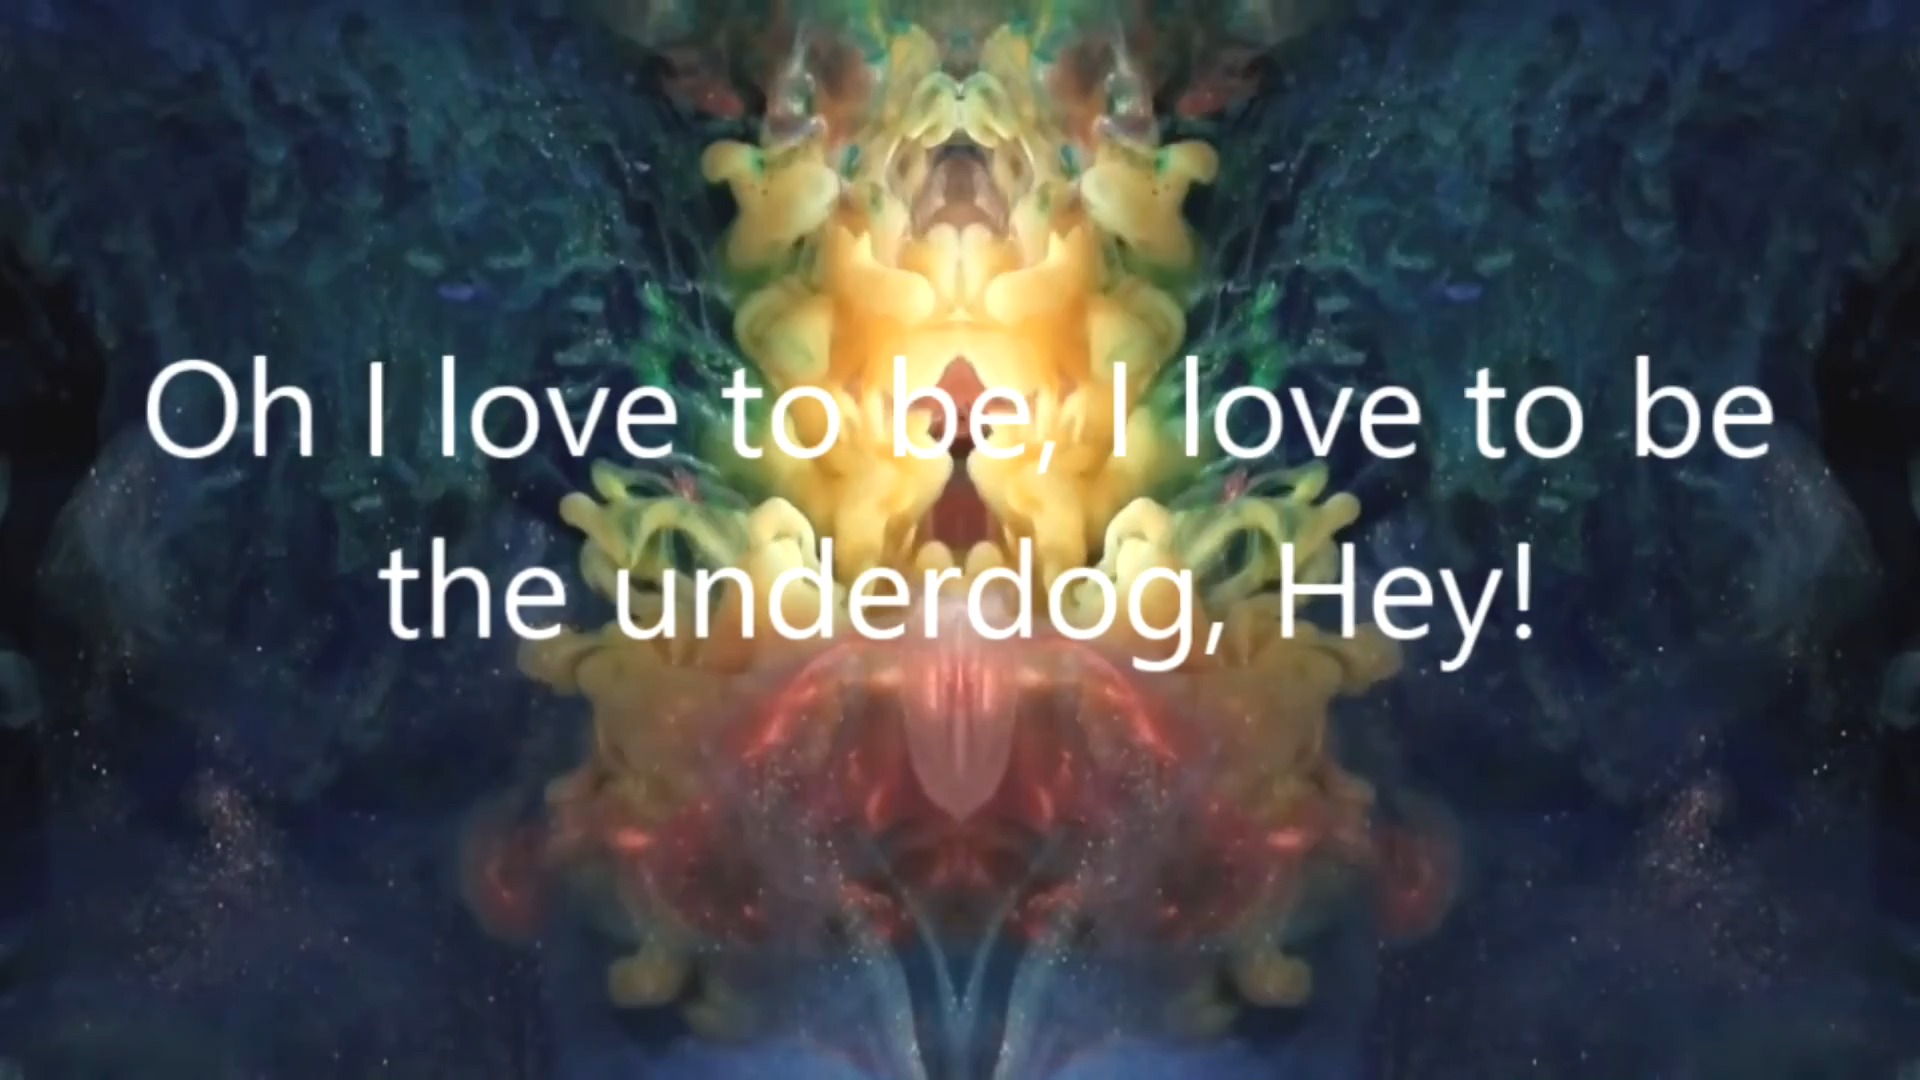 Oh I love to be, I love to be
the underdog, Hey!